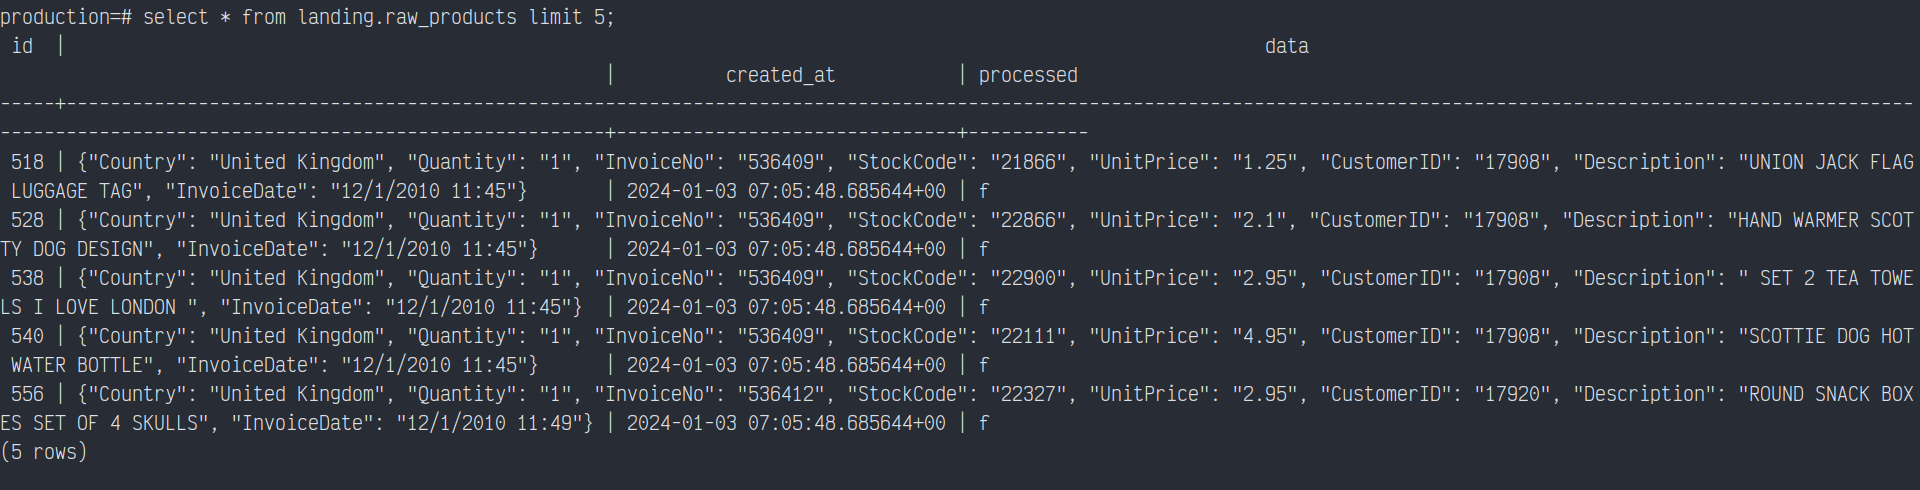 production=# select * from landing.raw_products limit 5;
 id  |                                                                                                             data
                                                       |          created_at           | processed
-----+------------------------------------------------------------------------------------------------------------------------------------------------------------------------
-------------------------------------------------------+-------------------------------+-----------
 518 | {"Country": "United Kingdom", "Quantity": "1", "InvoiceNo": "536409", "StockCode": "21866", "UnitPrice": "1.25", "CustomerID": "17908", "Description": "UNION JACK FLAG
 LUGGAGE TAG", "InvoiceDate": "12/1/2010 11:45"}       | 2024-01-03 07:05:48.685644+00 | f
 528 | {"Country": "United Kingdom", "Quantity": "1", "InvoiceNo": "536409", "StockCode": "22866", "UnitPrice": "2.1", "CustomerID": "17908", "Description": "HAND WARMER SCOT
TY DOG DESIGN", "InvoiceDate": "12/1/2010 11:45"}      | 2024-01-03 07:05:48.685644+00 | f
 538 | {"Country": "United Kingdom", "Quantity": "1", "InvoiceNo": "536409", "StockCode": "22900", "UnitPrice": "2.95", "CustomerID": "17908", "Description": " SET 2 TEA TOWE
LS I LOVE LONDON ", "InvoiceDate": "12/1/2010 11:45"}  | 2024-01-03 07:05:48.685644+00 | f
 540 | {"Country": "United Kingdom", "Quantity": "1", "InvoiceNo": "536409", "StockCode": "22111", "UnitPrice": "4.95", "CustomerID": "17908", "Description": "SCOTTIE DOG HOT
 WATER BOTTLE", "InvoiceDate": "12/1/2010 11:45"}      | 2024-01-03 07:05:48.685644+00 | f
 556 | {"Country": "United Kingdom", "Quantity": "1", "InvoiceNo": "536412", "StockCode": "22327", "UnitPrice": "2.95", "CustomerID": "17920", "Description": "ROUND SNACK BOX
ES SET OF 4 SKULLS", "InvoiceDate": "12/1/2010 11:49"} | 2024-01-03 07:05:48.685644+00 | f
(5 rows)